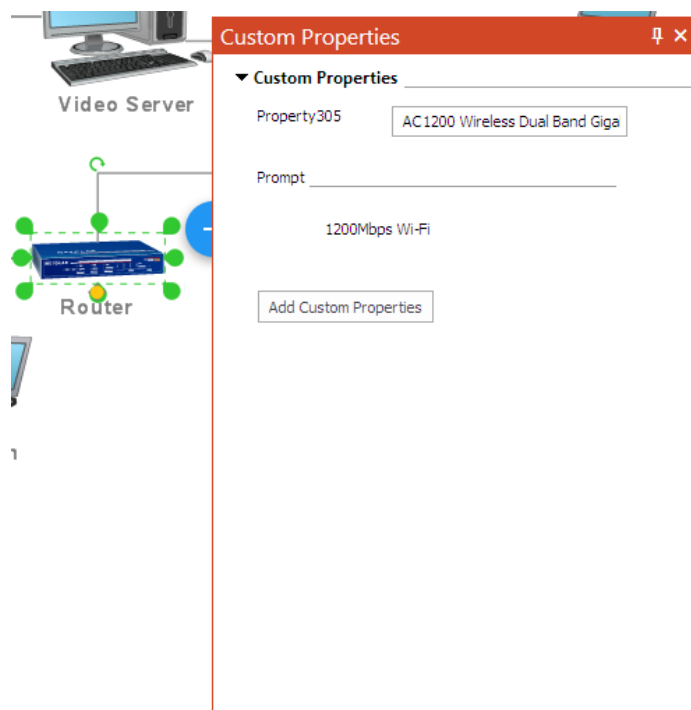 Custom Properties
Custom Properties
Property305
AC1200 Wireless Dual Band Giga
Prompt
1200Mbps Wi-Fi
Add Custom Properties
Video Server
NETGEAR
Router